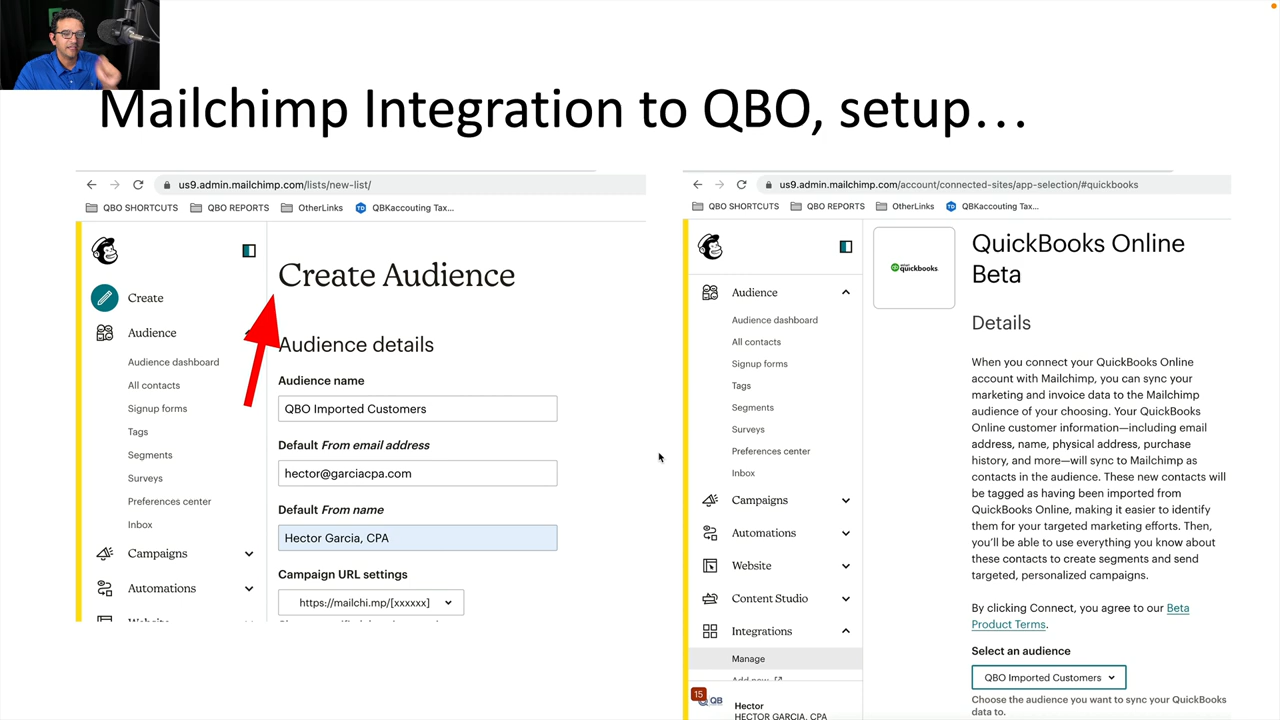 Mailchimp Integration to QBO, setup…
us9.admin.mailchimp.com/lists/new-list/
QBO SHORTCUTS
QBO REPORTS
OtherLinks
TD
QBKaccouting Tax...
Create
Audience
Audience dashboard
All contacts
Signup forms
Tags
Segments
Surveys
Preferences center
Inbox
Campaigns
Automations
Create Audience
Audience details
Audience name
QBO Imported Customers
Default From email address
hector@garciacpa.com
Default From name
Hector Garcia, CPA
Campaign URL settings
https://mailchi.mp/[xxxxxx]
us9.admin.mailchimp.com/account/connected-sites/app-selection/#quickbooks
QBO SHORTCUTS
QBO REPORTS
OtherLinks
TD
QBKaccouting Tax...
Audience
Audience dashboard
All contacts
Signup forms
Tags
Segments
Surveys
Preferences center
Inbox
Campaigns
Automations
Website
Content Studio
Integrations
Manage
Add new
15
QB
Hector
HECTOR GARCIA, CPA
quickbooks
QuickBooks Online
Beta
Details
When you connect your QuickBooks Online
account with Mailchimp, you can sync your
marketing and invoice data to the Mailchimp
audience of your choosing. Your QuickBooks
Online customer information—including email
address, name, physical address, purchase
history, and more—will sync to Mailchimp as
contacts in the audience. These new contacts will
be tagged as having been imported from
QuickBooks Online, making it easier to identify
them for your targeted marketing efforts. Then,
you'll be able to use everything you know about
these contacts to create segments and send
targeted, personalized campaigns.
By clicking Connect, you agree to our Beta
Product Terms.
Select an audience
QBO Imported Customers
Choose the audience you want to sync your QuickBooks
data to.